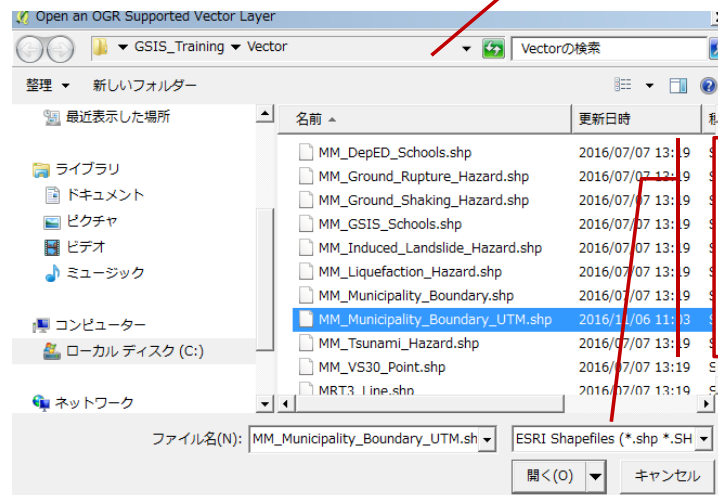 Open an OGR Supported Vector Layer
GSIS_Training Vector Vectorの検索
整理 新しいフォルダー
最近表示した場所
ライブラリ
ドキュメント
ピクチャ
ビデオ
ミュージック
コンピューター
ローカル ディスク (C:)
ネットワーク
名前 更新日時
MM_DepED_Schools.shp 2016/07/07 13:19
MM_Ground_Rupture_Hazard.shp 2016/07/07 13:19
MM_Ground_Shaking_Hazard.shp 2016/07/07 13:19
MM_GSIS_Schools.shp 2016/07/07 13:19
MM_Induced_Landslide_Hazard.shp 2016/07/07 13:19
MM_Liquefaction_Hazard.shp 2016/07/07 13:19
MM_Municipality_Boundary.shp 2016/07/07 13:19
MM_Municipality_Boundary_UTM.shp 2016/11/06 11:03
MM_Tsunami_Hazard.shp 2016/07/07 13:19
MM_VS30_Point.shp 2016/07/07 13:19
MRT3_Line.shp 2016/07/07 13:19
ファイル名(N): MM_Municipality_Boundary_UTM.sh ESRI Shapefiles (*.shp *.SH
開く(O) キャンセル